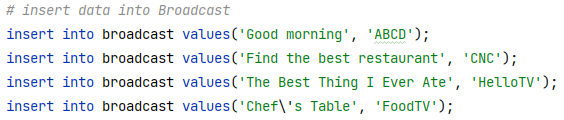 # insert data into Broadcast
insert into broadcast values('Good morning', 'ABCD');
insert into broadcast values('Find the best restaurant', 'CNC');
insert into broadcast values('The Best Thing I Ever Ate', 'HelloTV');
insert into broadcast values('Chef\'s Table', 'FoodTV');